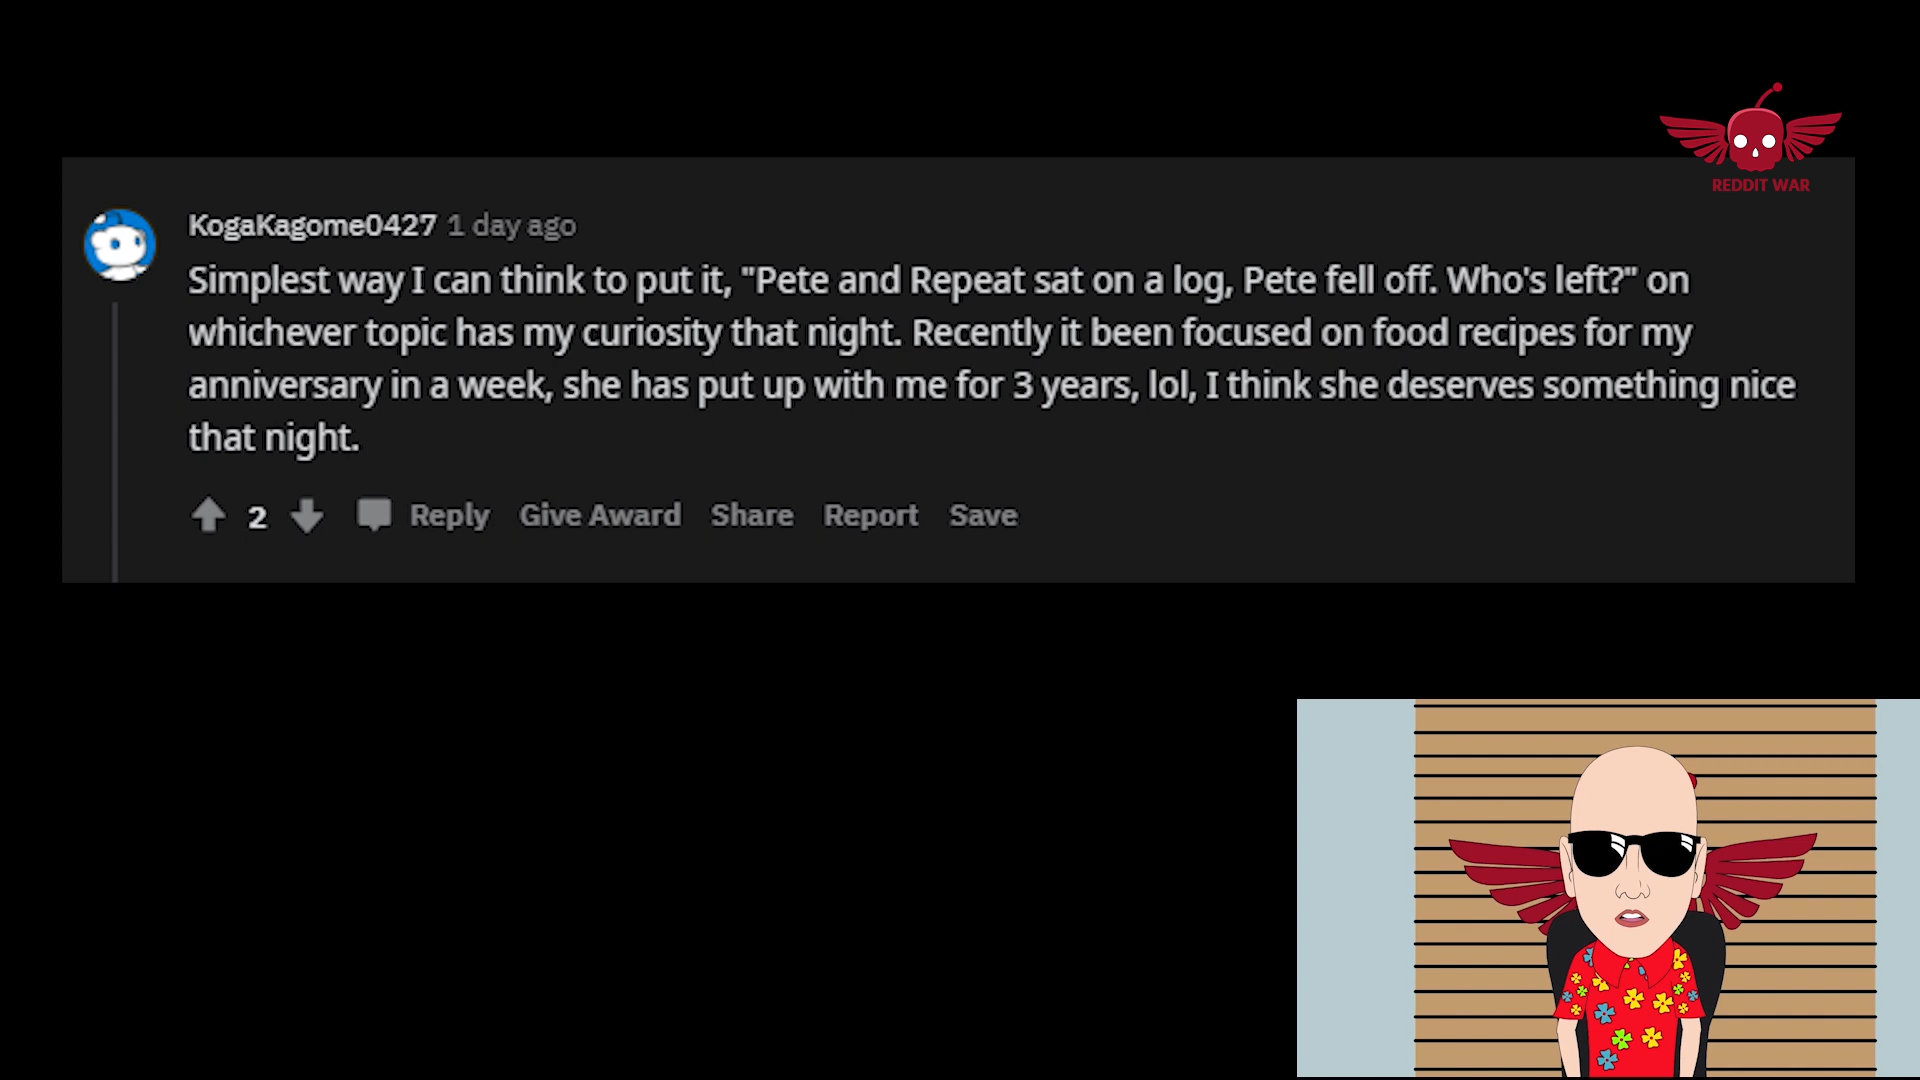 REDDIT WAR
KogaKagome0427 1 day ago
Simplest way I can think to put it, "Pete and Repeat sat on a log, Pete fell off. Who's left?" on
whichever topic has my curiosity that night. Recently it been focused on food recipes for my
anniversary in a week, she has put up with me for 3 years, lol, I think she deserves something nice
that night.
2 Reply Give Award Share Report Save